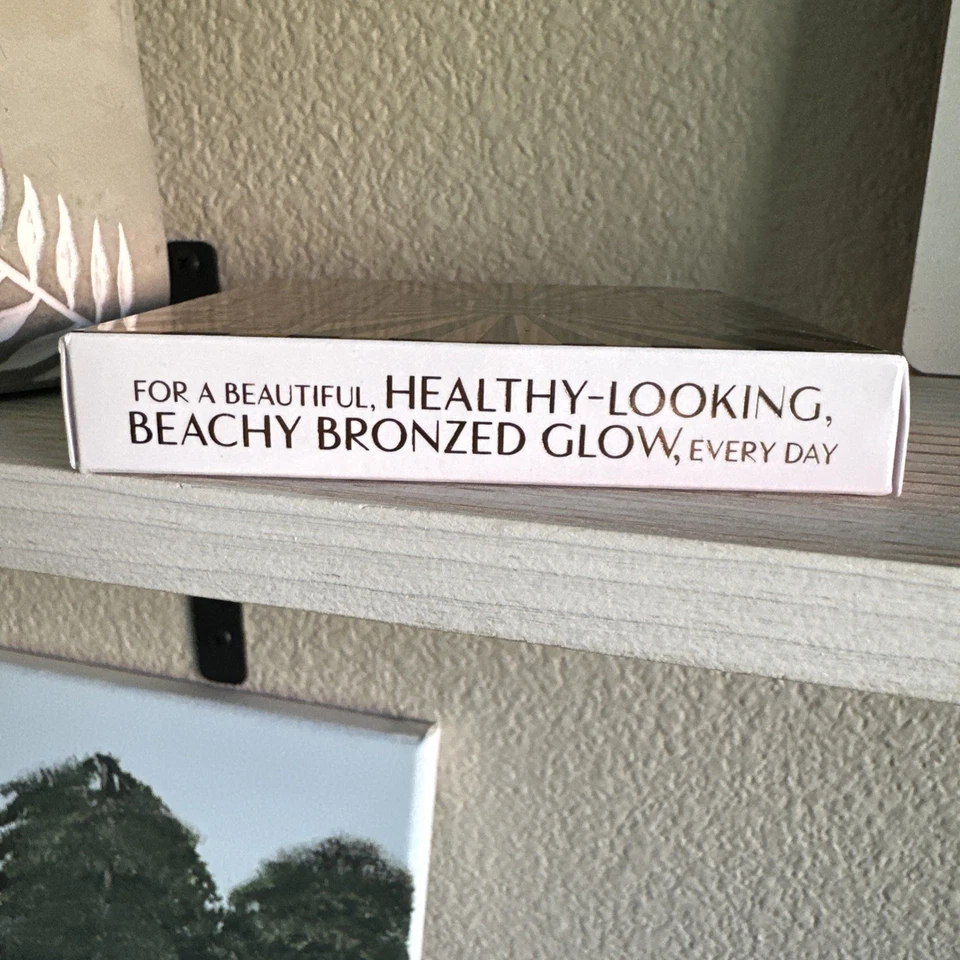 FOR A BEAUTIFUL, HEALTHY-LOOKING,
BEACHY BRONZED GLOW, EVERY DAY